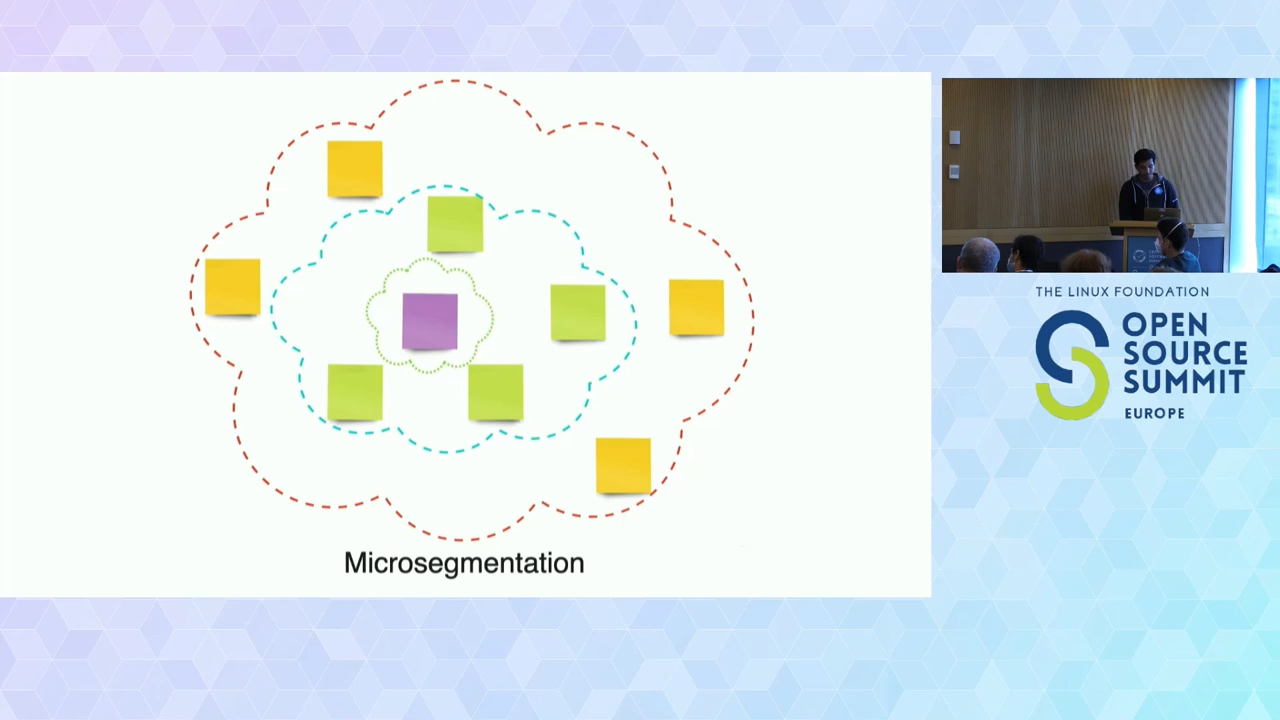 Microsegmentation
THE LINUX FOUNDATION
OPEN
SOURCE
SUMMIT
EUROPE